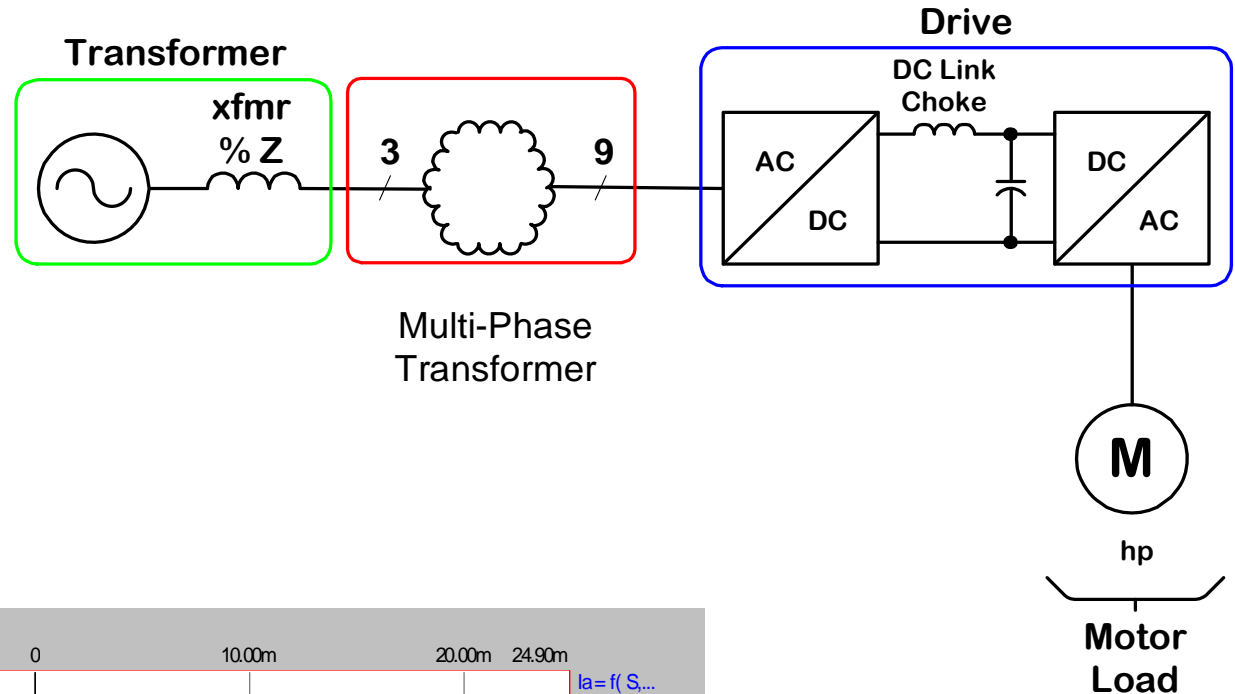 Drive
Transformer
DC Link
Choke
xfmr
% Z
3
9
AC
DC
DC
AC
Multi-Phase
Transformer
M
hp
Motor
Load
0 10.00m 20.00m 24.90m
Ia= f( S,...